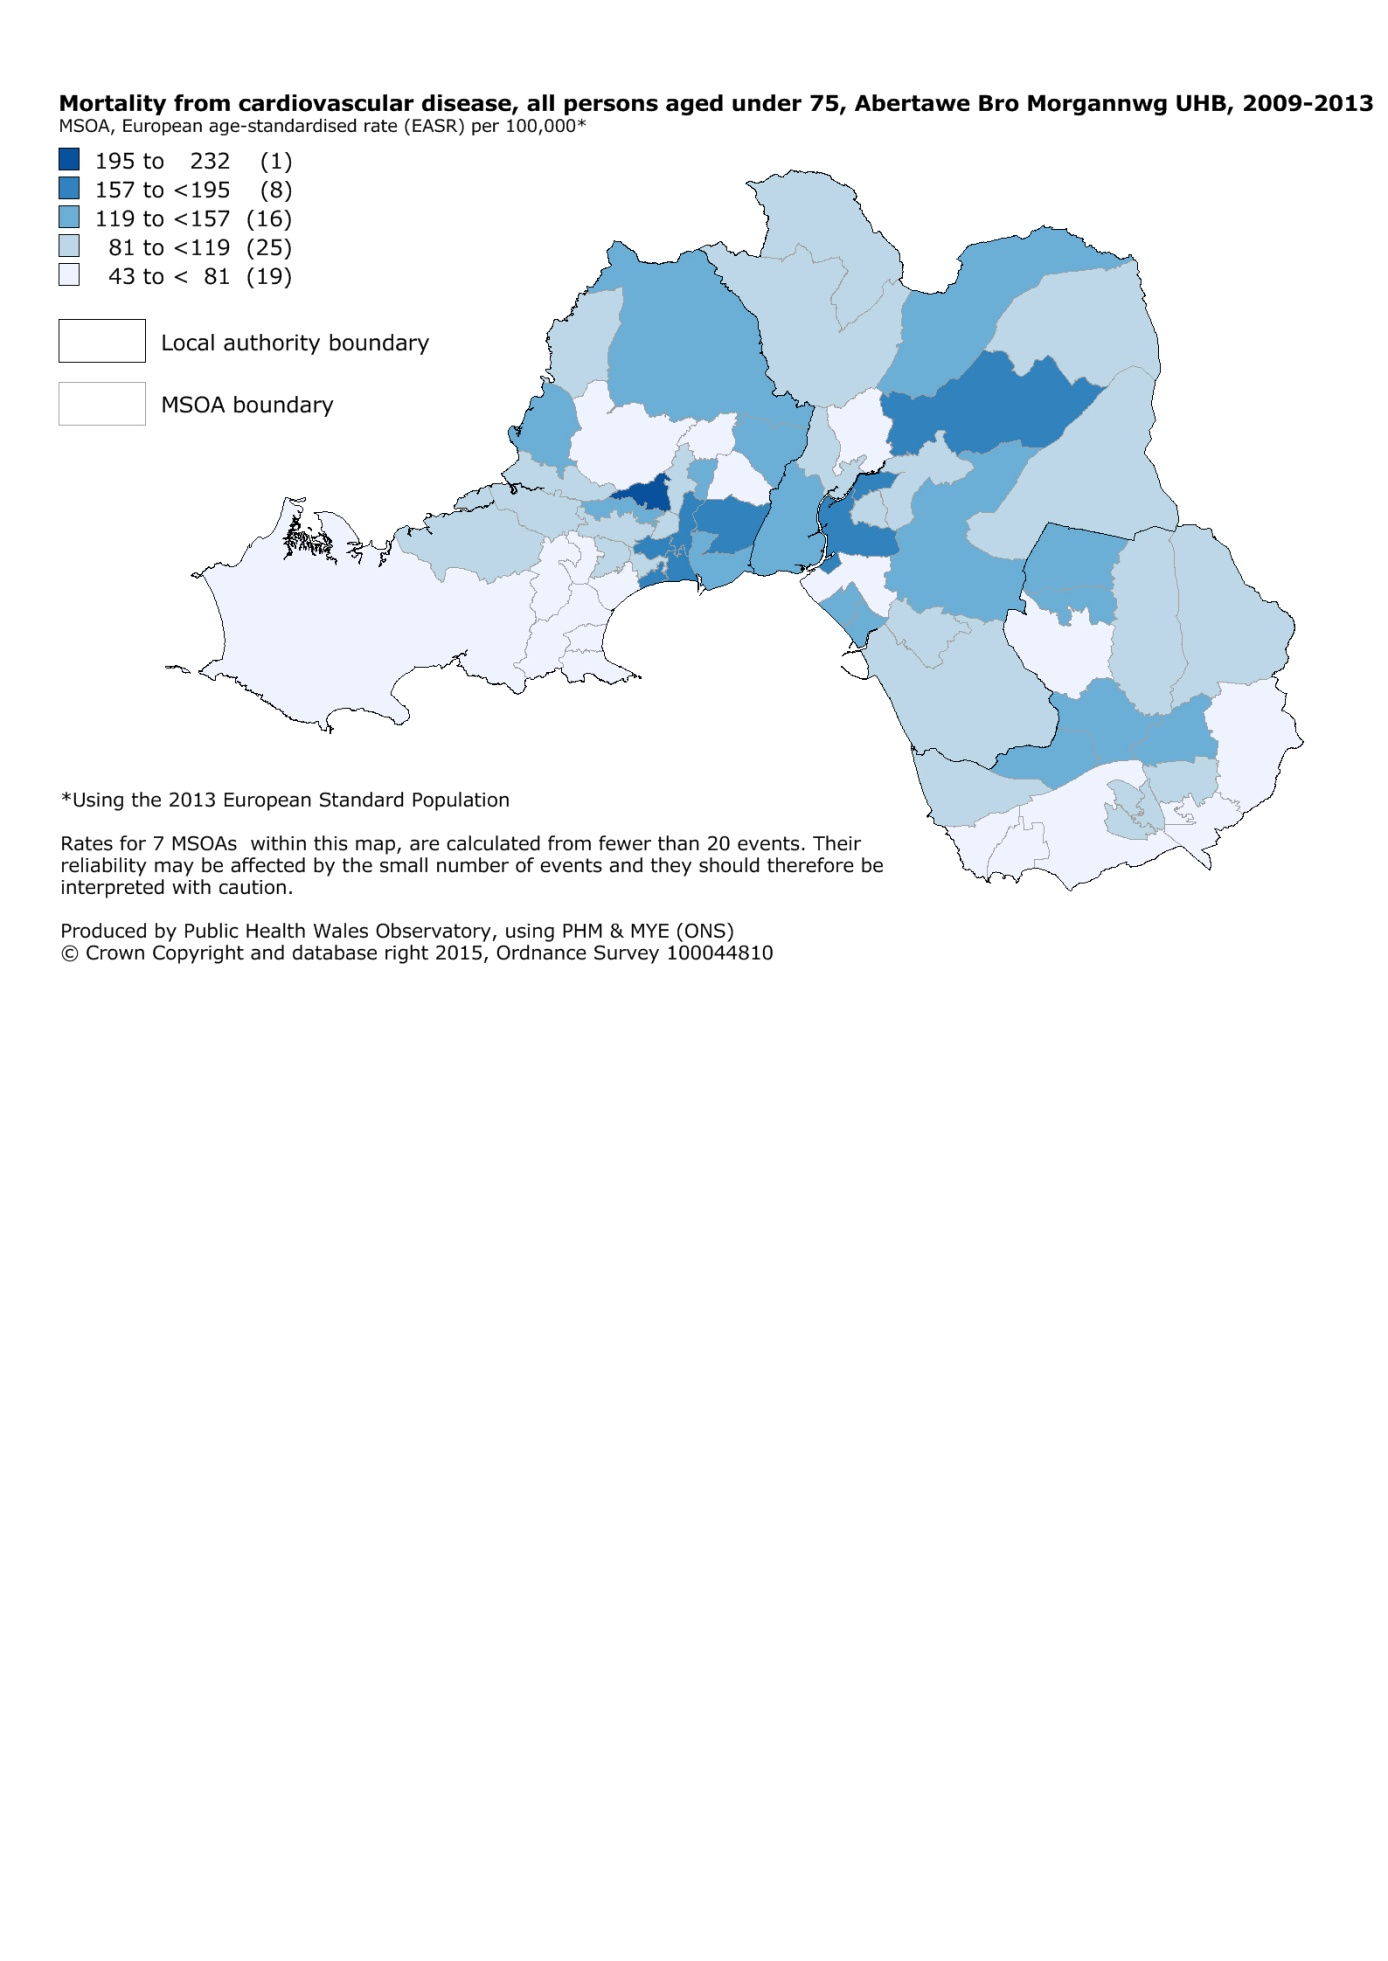 Mortality from cardiovascular disease, all persons aged under 75, Abertawe Bro Morgannwg UHB, 2009-2013
MSOA, European age-standardised rate (EASR) per 100,000*
195 to 232 (1)
157 to <195 (8)
119 to <157 (16)
81 to <119 (25)
43 to < 81 (19)
Local authority boundary
MSOA boundary
*Using the 2013 European Standard Population
Rates for 7 MSOAs within this map, are calculated from fewer than 20 events. Their
reliability may be affected by the small number of events and they should therefore be
interpreted with caution.
Produced by Public Health Wales Observatory, using PHM & MYE (ONS)
© Crown Copyright and database right 2015, Ordnance Survey 100044810